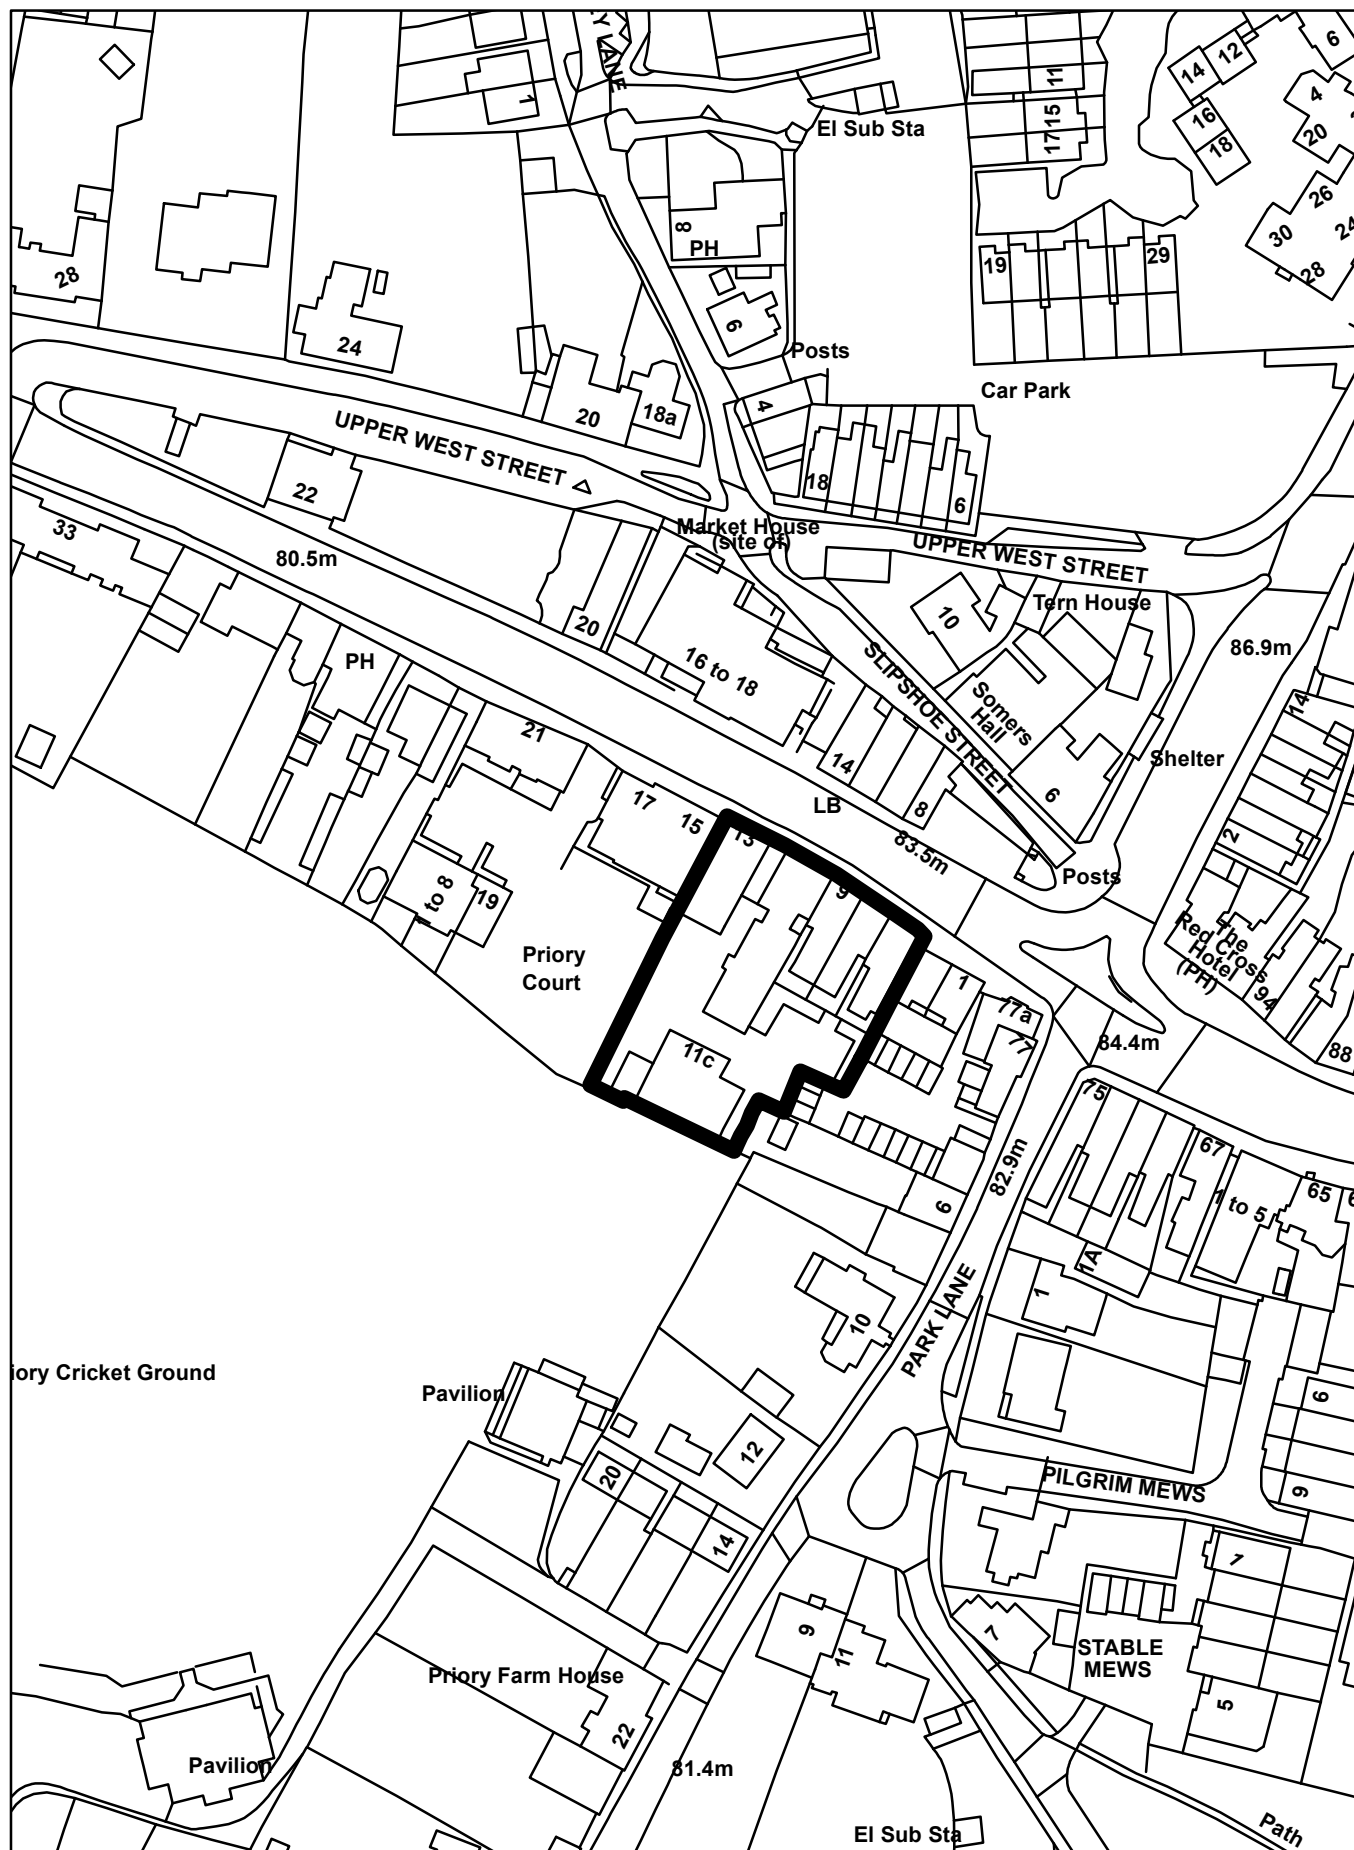 EY LANE
1
El Sub Sta
11
15
17
14
12
6
4
16
18
20
26
24
30
28
8
PH
19
29
28
24
6
Posts
Car Park
4
20
18a
UPPER WEST STREET
18
6
22
33
80.5m
Market House
(site of)
UPPER WEST STREET
Tern House
10
20
16 to 18
SLIPSHOE STREET
Somers
Hall
86.9m
PH
21
14
8
LB
83.5m
6
Shelter
14
2
Posts
17
15
13
9
1 to 8
19
Priory
Court
The
Red Cross
Hotel
(PH)
94
88
1
77a
77
84.4m
11c
75
67
1 to 5
65
82.9m
6
1A
1
10
PARK LANE
iory Cricket Ground
Pavilion
12
20
14
6
9
PILGRIM MEWS
1
7
STABLE
MEWS
5
9
11
Priory Farm House
22
Pavilion
81.4m
El Sub Sta
Path